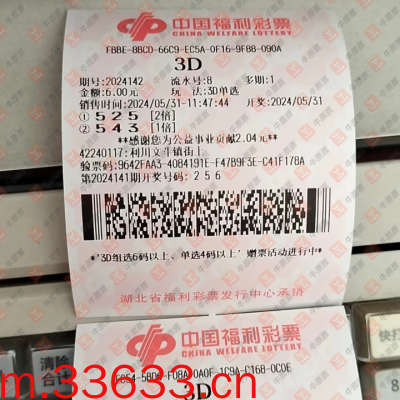 中国福利彩票
CHINA WELFARE LOTTERY
FBBE-8BCD-66C9-EC5A-0F16-9FB8-090A
3D
期号:2024142 流水号:8 多期:1
金额:6.00元 玩 法:3D单选
销售时间:2024/05/31-11:47:44 开奖:2024/05/31
① 5 2 5 [2倍]
② 5 4 3 [1倍]
**感谢您为公益事业贡献2.04元**
42240117:利川文斗镇街上
验票码:9642FAA3-4084191E-F47B9F3E-C41F178A
第2024141期开奖号码: 2 5 6
*"3D组选6码以上、单选4码以上"赠票活动进行中*
湖北省福利彩票发行中心承销
中国福利彩票
CHINA WELFARE LOTTERY
3D
清除
合计
快打
m.33633.cn